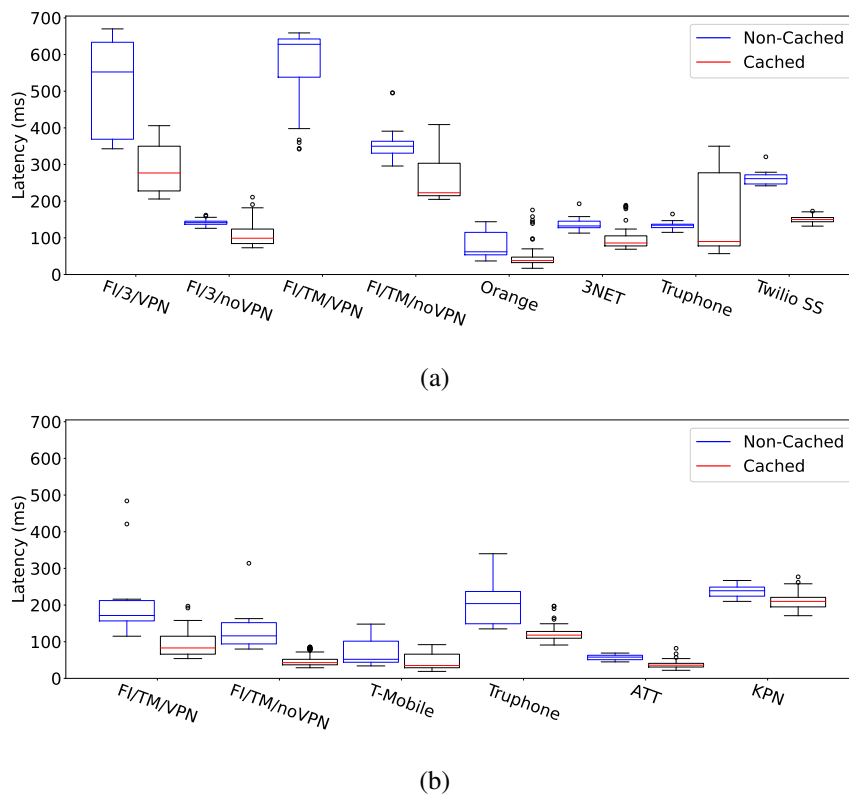 700
600
500
400
300
200
100
0
Latency (ms)
Non-Cached
Cached
FI/3/VPN
FI/3/noVPN
FI/TM/VPN
FI/TM/noVPN
Orange
3NET
Truphone
Twilio SS
(a)
700
600
500
400
300
200
100
0
Latency (ms)
Non-Cached
Cached
FI/TM/VPN
FI/TM/noVPN
T-Mobile
Truphone
ATT
KPN
(b)